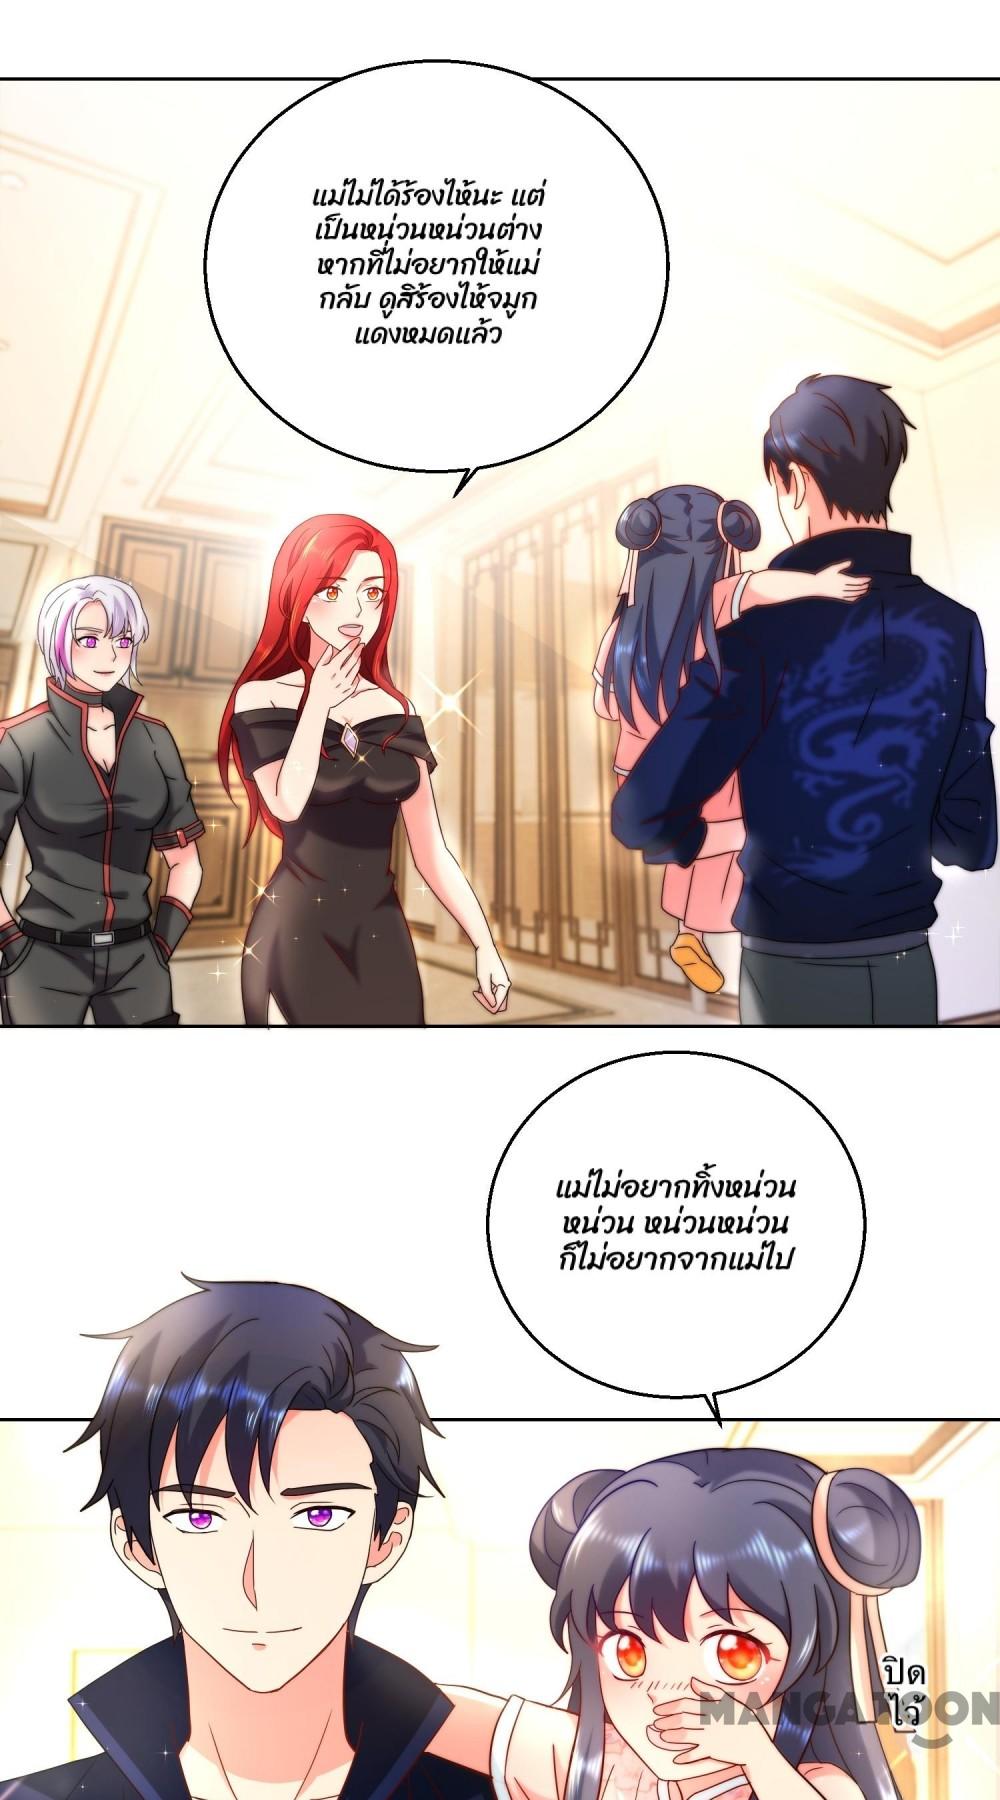 แม่ไม่ได้ร้องไห้นะ แต่
เป็นหน่วนหน่วนต่าง
หากที่ไม่อยากให้แม่
กลับ ดูสิร้องไห้จมูก
แดงหมดแล้ว
แม่ไม่อยากทิ้งหน่วน
หน่วน หน่วนหน่วน
ก็ไม่อยากจากแม่ไป
ปิด
ไว้
MANGATOON